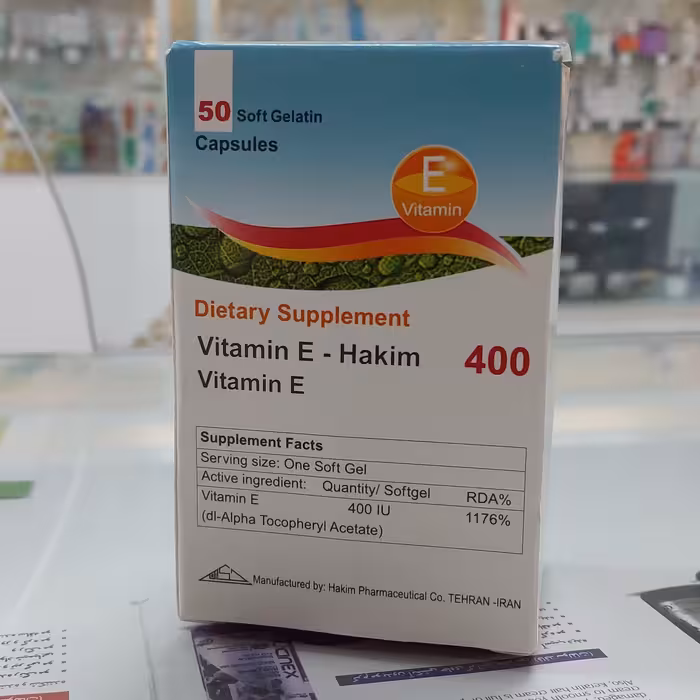 50 Soft Gelatin
Capsules
E
Vitamin
Dietary Supplement
Vitamin E - Hakim 400
Vitamin E
Supplement Facts
Serving size: One Soft Gel
Active ingredient: Quantity/ Softgel RDA%
Vitamin E 400 IU 1176%
(dl-Alpha Tocopheryl Acetate)
Manufactured by: Hakim Pharmaceutical Co. TEHRAN -IRAN